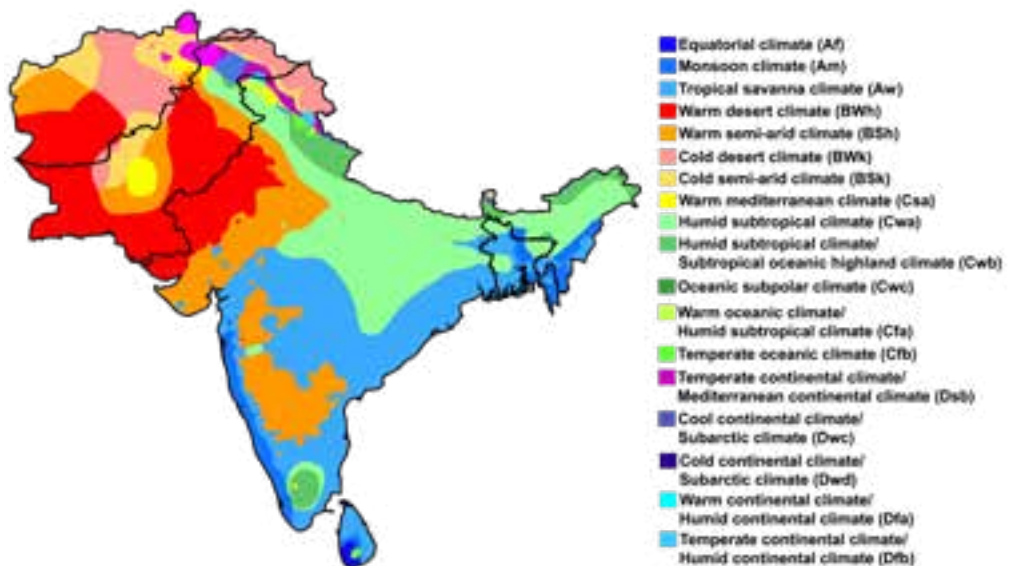 Equatorial climate (Af)
Monsoon climate (Am)
Tropical savanna climate (Aw)
Warm desert climate (BWh)
Warm semi-arid climate (BSh)
Cold desert climate (BWk)
Cold semi-arid climate (BSk)
Warm mediterranean climate (Csa)
Humid subtropical climate (Cwa)
Humid subtropical climate/
Subtropical oceanic highland climate (Cwb)
Oceanic subpolar climate (Cwc)
Warm oceanic climate/
Humid subtropical climate (Cfa)
Temperate oceanic climate (Cfb)
Temperate continental climate/
Mediterranean continental climate (Dsb)
Cool continental climate/
Subarctic climate (Dwc)
Cold continental climate/
Subarctic climate (Dwd)
Warm continental climate/
Humid continental climate (Dfa)
Temperate continental climate/
Humid continental climate (Dfb)